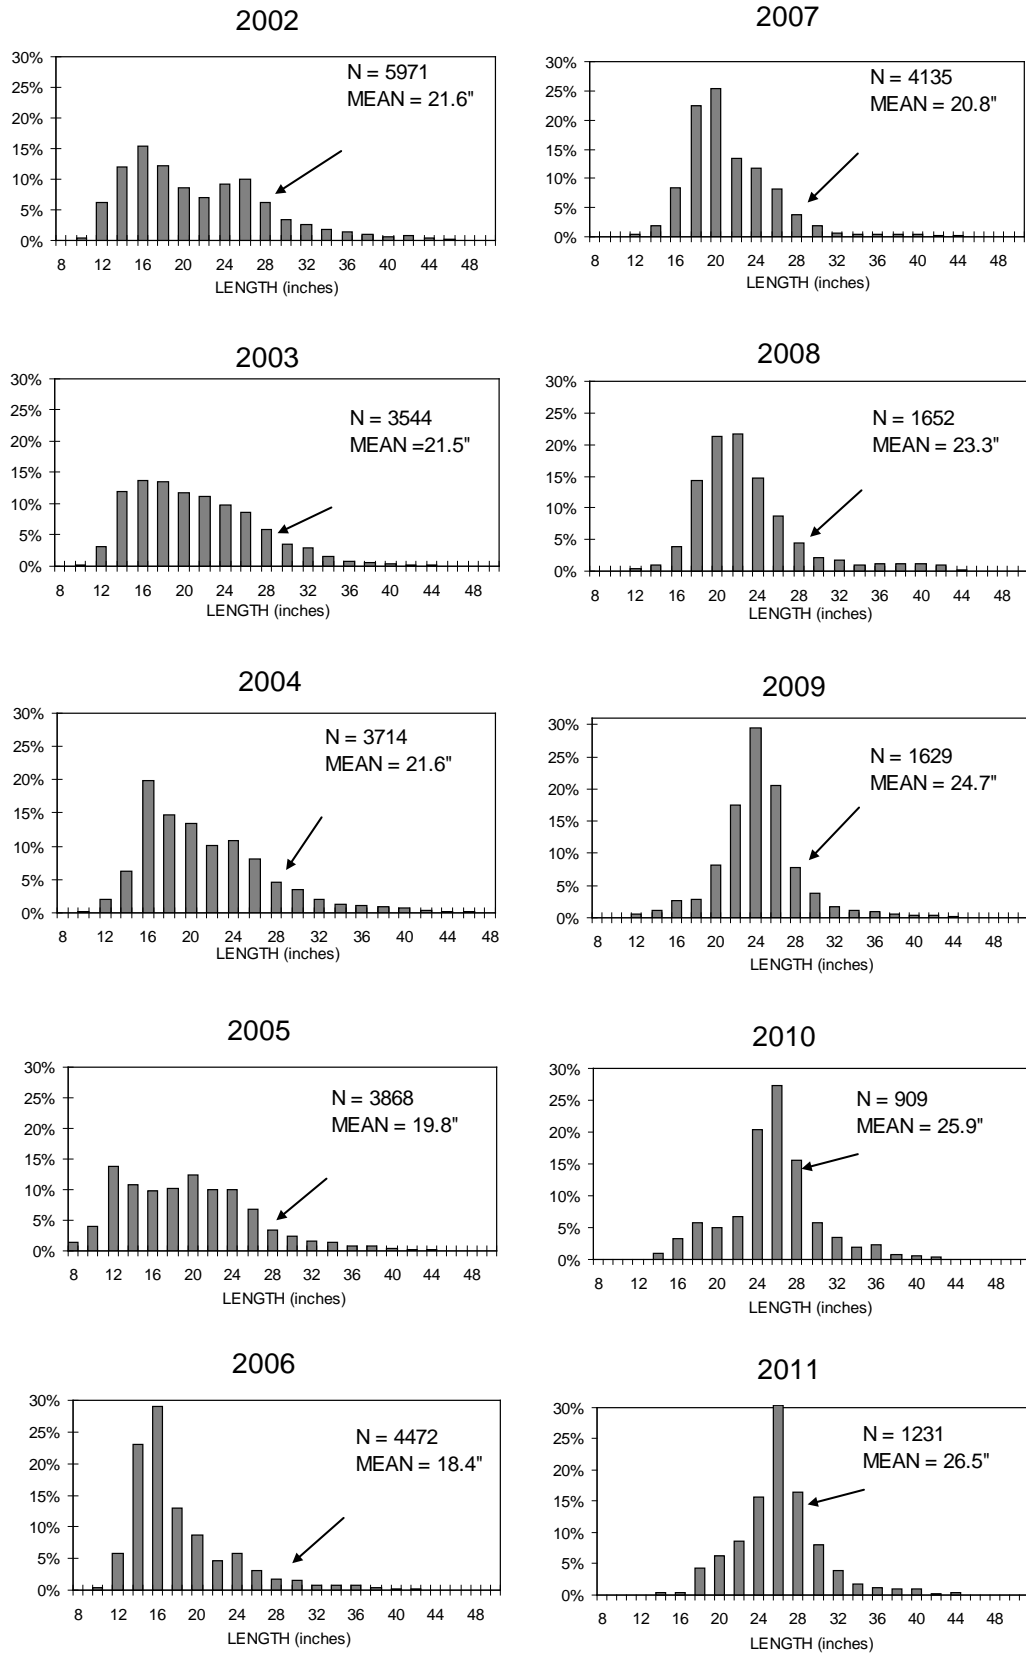 2002
30%
25%
20%
15%
10%
5%
0%
N = 5971
MEAN = 21.6"
8 12 16 20 24 28 32 36 40 44 48
LENGTH (inches)
2003
30%
25%
20%
15%
10%
5%
0%
N = 3544
MEAN =21.5"
8 12 16 20 24 28 32 36 40 44 48
LENGTH (inches)
2004
30%
25%
20%
15%
10%
5%
0%
N = 3714
MEAN = 21.6"
8 12 16 20 24 28 32 36 40 44 48
LENGTH (inches)
2005
30%
25%
20%
15%
10%
5%
0%
N = 3868
MEAN = 19.8"
8 12 16 20 24 28 32 36 40 44 48
LENGTH (inches)
2006
30%
25%
20%
15%
10%
5%
0%
N = 4472
MEAN = 18.4"
8 12 16 20 24 28 32 36 40 44 48
LENGTH (inches)
2007
30%
25%
20%
15%
10%
5%
0%
N = 4135
MEAN = 20.8"
8 12 16 20 24 28 32 36 40 44 48
LENGTH (inches)
2008
30%
25%
20%
15%
10%
5%
0%
N = 1652
MEAN = 23.3"
8 12 16 20 24 28 32 36 40 44 48
LENGTH (inches)
2009
30%
25%
20%
15%
10%
5%
0%
N = 1629
MEAN = 24.7"
8 12 16 20 24 28 32 36 40 44 48
LENGTH (inches)
2010
30%
25%
20%
15%
10%
5%
0%
N = 909
MEAN = 25.9"
8 12 16 20 24 28 32 36 40 44 48
LENGTH (inches)
2011
30%
25%
20%
15%
10%
5%
0%
N = 1231
MEAN = 26.5"
8 12 16 20 24 28 32 36 40 44 48
LENGTH (inches)